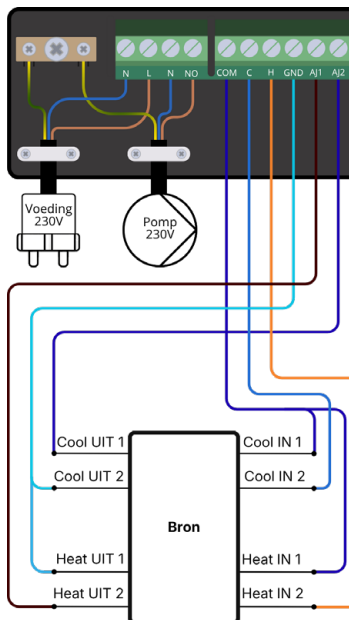 N L N NO COM C H GND AJ1 AJ2
Voeding
230V
Pomp
230V
Cool UIT 1
Cool IN 1
Cool UIT 2
Cool IN 2
Bron
Heat UIT 1
Heat IN 1
Heat UIT 2
Heat IN 2